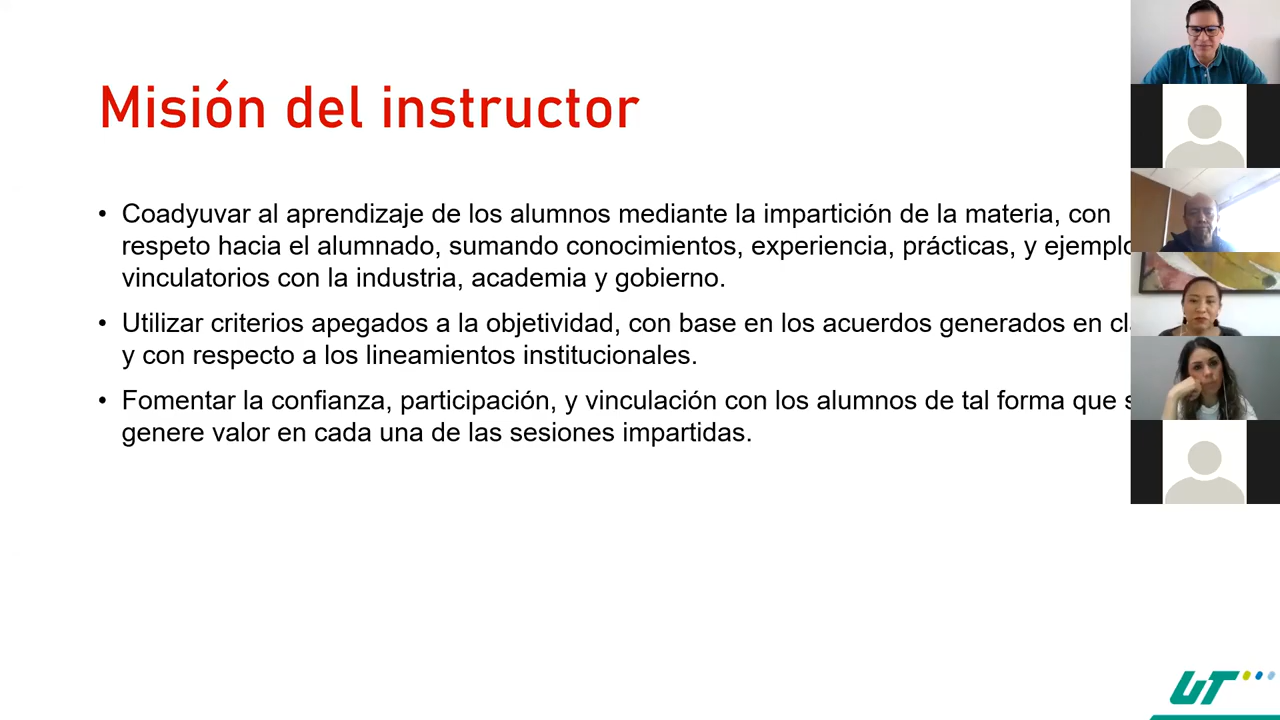 Misión del instructor
• Coadyuvar al aprendizaje de los alumnos mediante la impartición de la materia, con
respeto hacia el alumnado, sumando conocimientos, experiencia, prácticas, y
vinculatorios con la industria, academia y gobierno.
• Utilizar criterios apegados a la objetividad, con base en los acuerdos generados en
y con respecto a los lineamientos institucionales.
• Fomentar la confianza, participación, y vinculación con los alumnos de tal forma que
genere valor en cada una de las sesiones impartidas.
UT